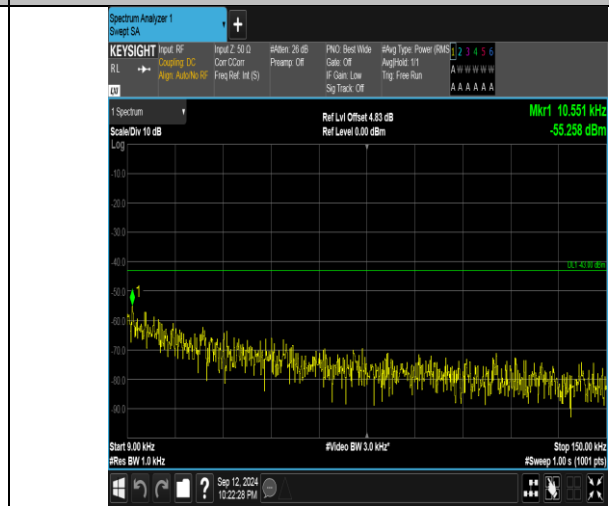 Spectrum Analyzer 1
Swept SA
+
KEYSIGHT Input: RF Input Z: 50 Ω #Atten: 26 dB PNO: Best Wide #Avg Type: Power (RMS 1 2 3 4 5 6
RL Coupling: DC Corr CCorr Preamp: Off Gate: Off Avg|Hold: 1/1 A W W W W W
Align: Auto/No RF Freq Ref: Int (S) IF Gain: Low Trig: Free Run
LXI Sig Track: Off A A A A A A
1 Spectrum Ref Lvl Offset 4.83 dB Mkr1 10.551 kHz
Scale/Div 10 dB Ref Level 0.00 dBm -55.258 dBm
Log
-10.0
-20.0
-30.0
-40.0
DL1 -43.00 dBm
-50.0
1
-60.0
-70.0
-80.0
-90.0
Start 9.00 kHz #Video BW 3.0 kHz* Stop 150.00 kHz
#Res BW 1.0 kHz #Sweep 1.00 s (1001 pts)
? Sep 12, 2024
10:22:28 PM